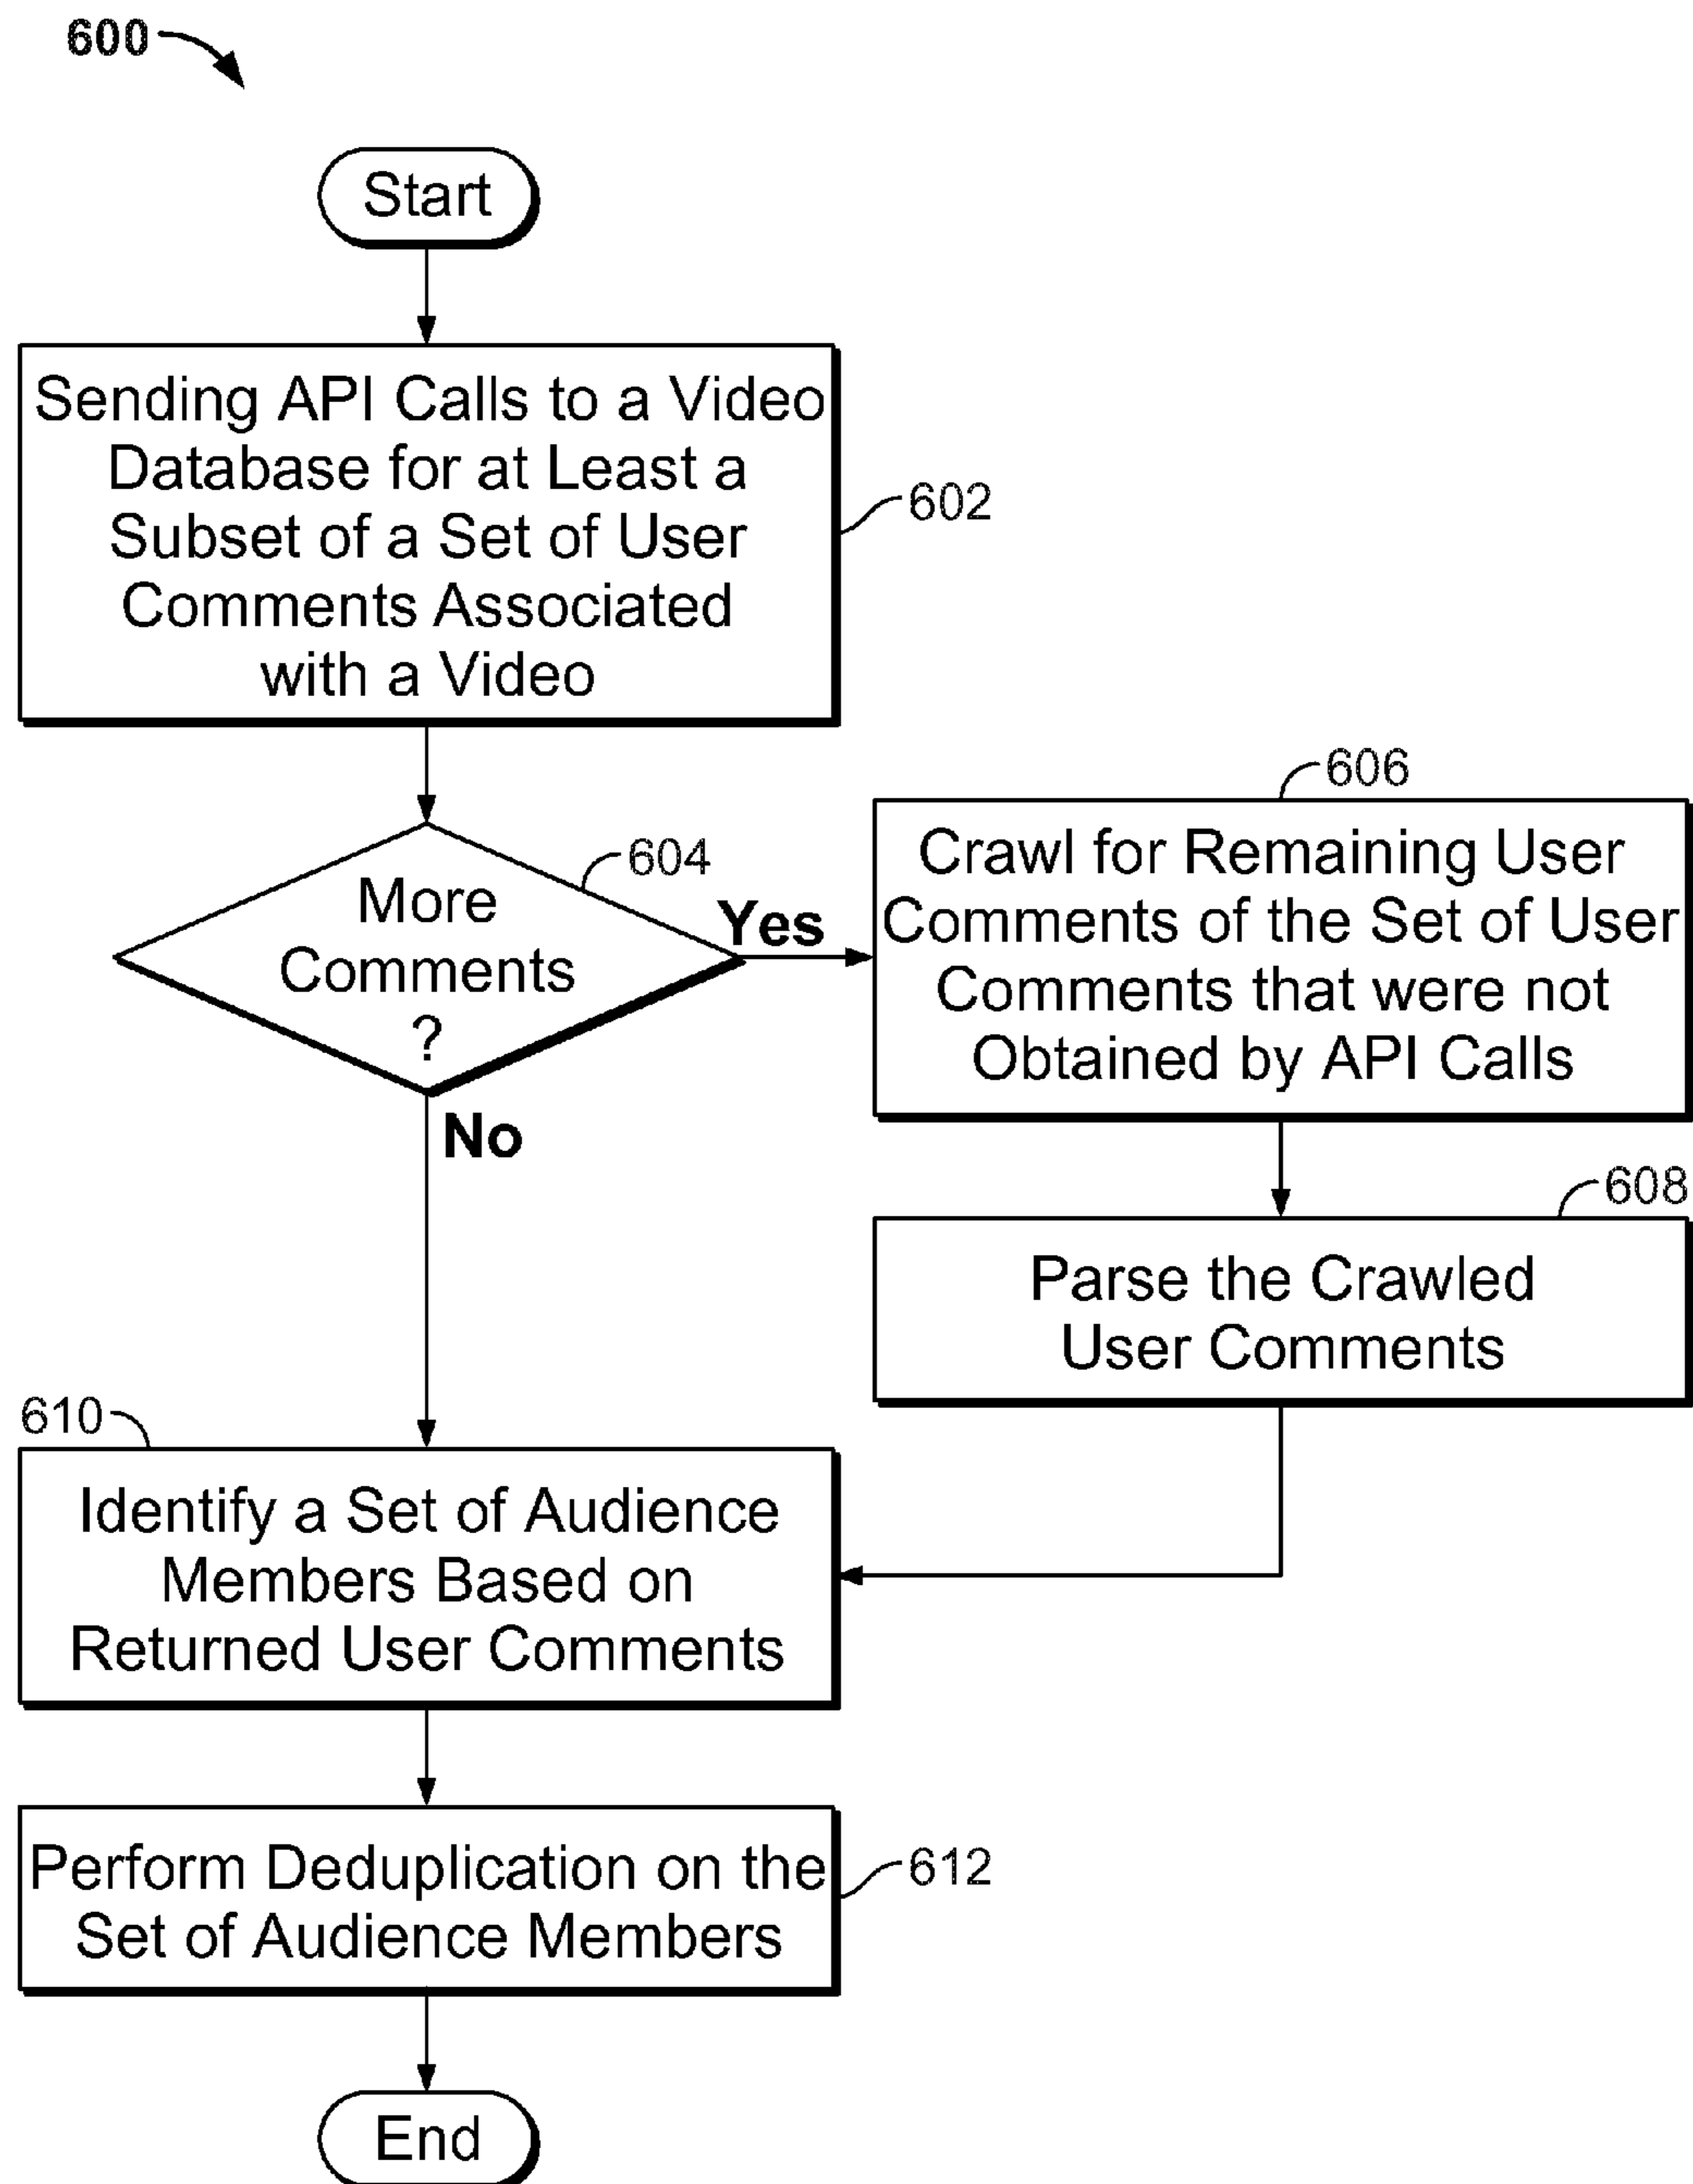 600
Start
Sending API Calls to a Video
Database for at Least a
Subset of a Set of User
Comments Associated
with a Video
602
604
More
Comments
?
Yes
No
606
Crawl for Remaining User
Comments of the Set of User
Comments that were not
Obtained by API Calls
608
Parse the Crawled
User Comments
610
Identify a Set of Audience
Members Based on
Returned User Comments
Perform Deduplication on the
Set of Audience Members
612
End